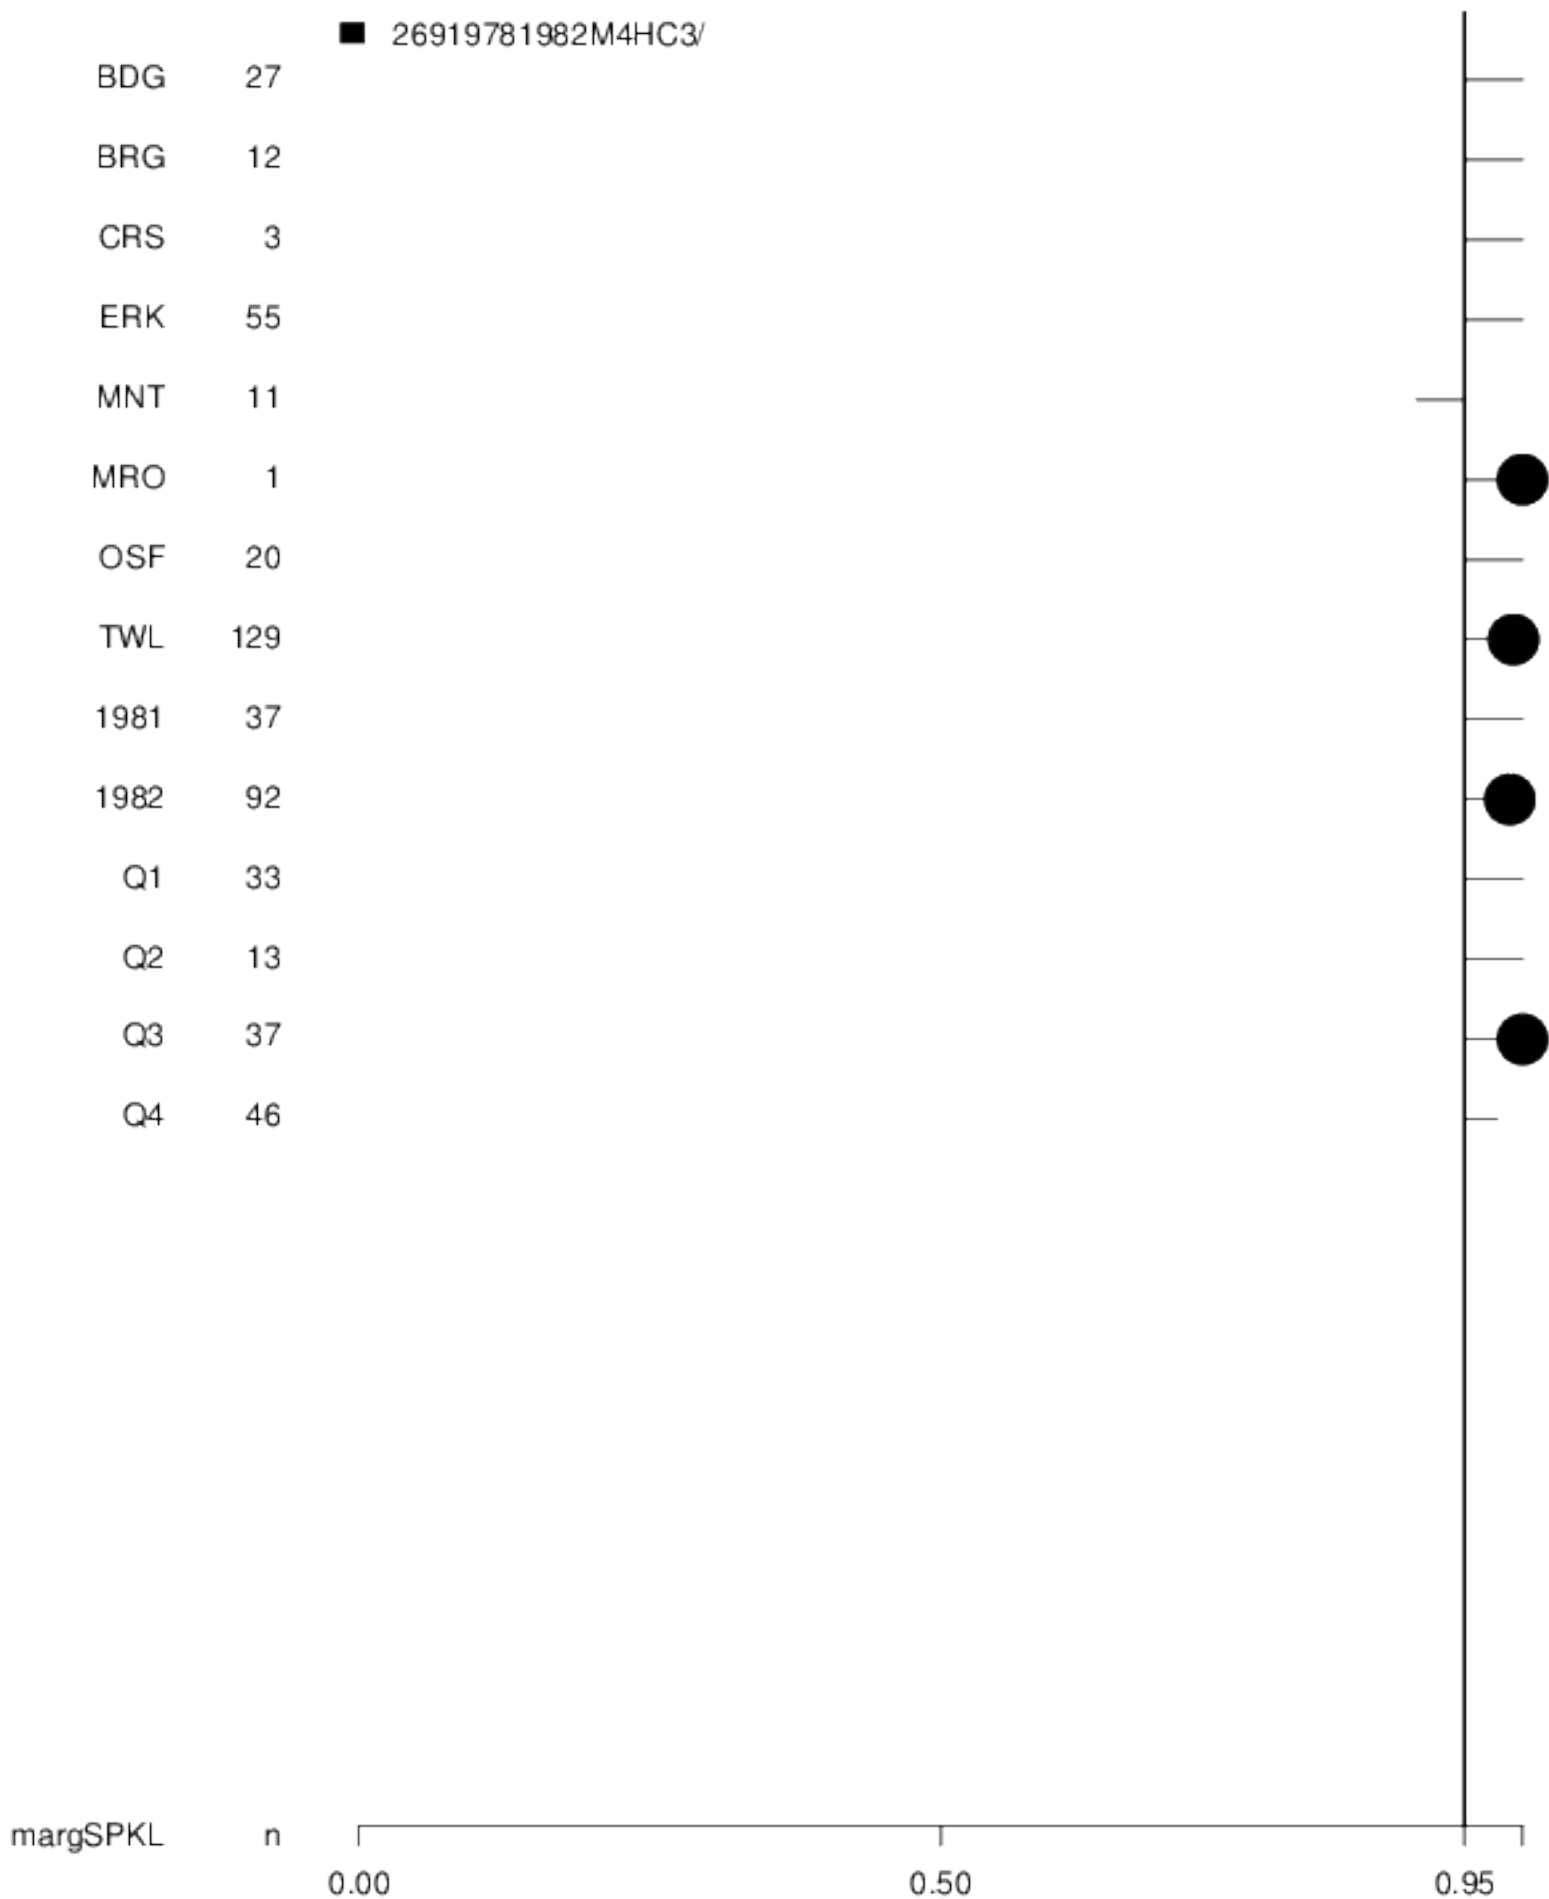 26919781982M4HC3/
BDG 27
BRG 12
CRS 3
ERK 55
MNT 11
MRO 1
OSF 20
TWL 129
1981 37
1982 92
Q1 33
Q2 13
Q3 37
Q4 46
margSPKL n
0.00 0.50 0.95